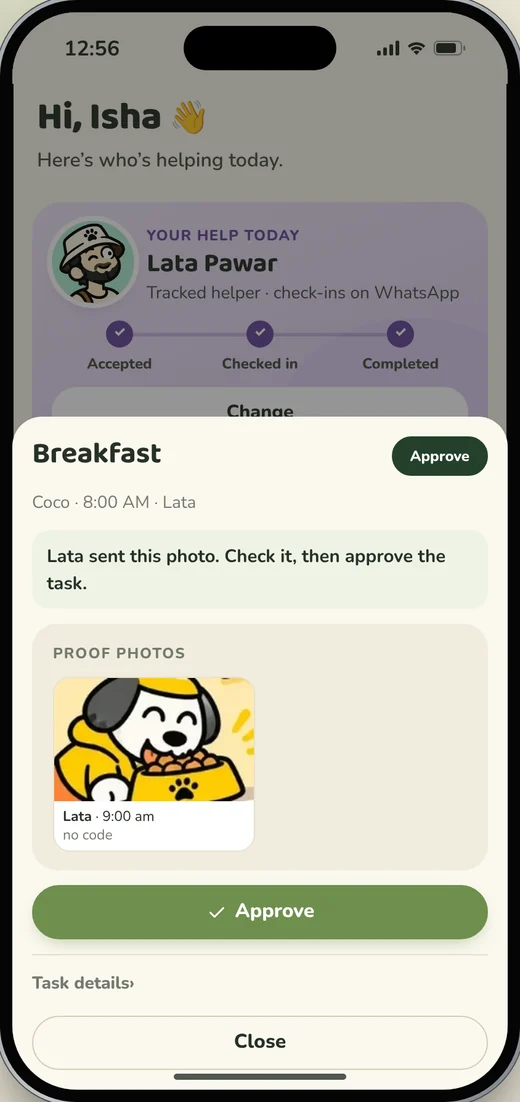 12:56
Hi, Isha 👋
Here's who's helping today.
YOUR HELP TODAY
Lata Pawar
Tracked helper · check-ins on WhatsApp
Accepted Checked in Completed
Change
Breakfast
Approve
Coco · 8:00 AM · Lata
Lata sent this photo. Check it, then approve the
task.
PROOF PHOTOS
Lata · 9:00 am
no code
✓ Approve
Task details›
Close